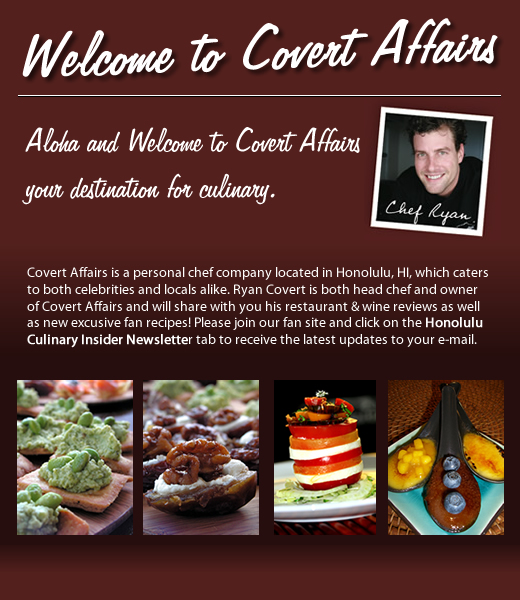 Welcome to Covert Affairs
Aloha and Welcome to Covert Affairs
your destination for culinary.
Chef Ryan
Covert Affairs is a personal chef company located in Honolulu, HI, which caters
to both celebrities and locals alike. Ryan Covert is both head chef and owner
of Covert Affairs and will share with you his restaurant & wine reviews as well
as new excusive fan recipes! Please join our fan site and click on the Honolulu
Culinary Insider Newsletter tab to receive the latest updates to your e-mail.